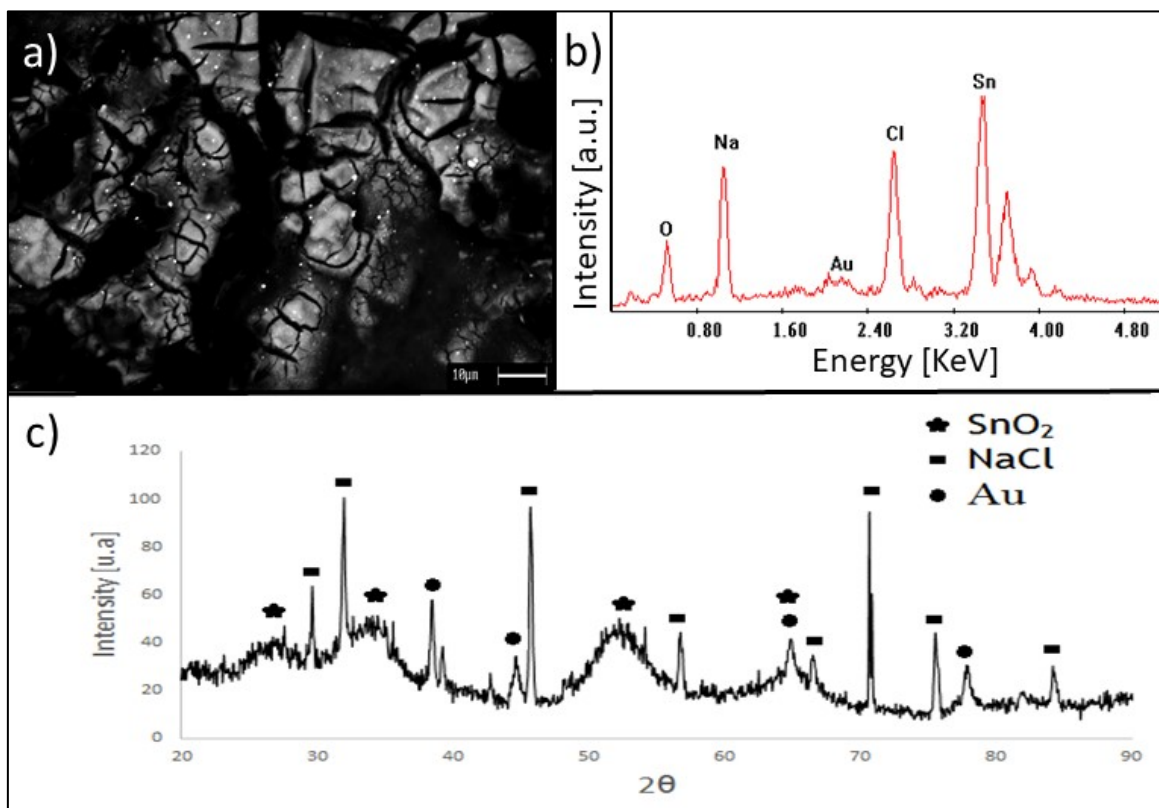 a)
10μm
b)
Intensity [a.u.]
O
Na
Au
Cl
Sn
0.80 1.60 2.40 3.20 4.00 4.80
Energy [KeV]
c)
SnO₂
NaCl
Au
Intensity [u.a]
120
100
80
60
40
20
0
20 30 40 50 60 70 80 90
2θ